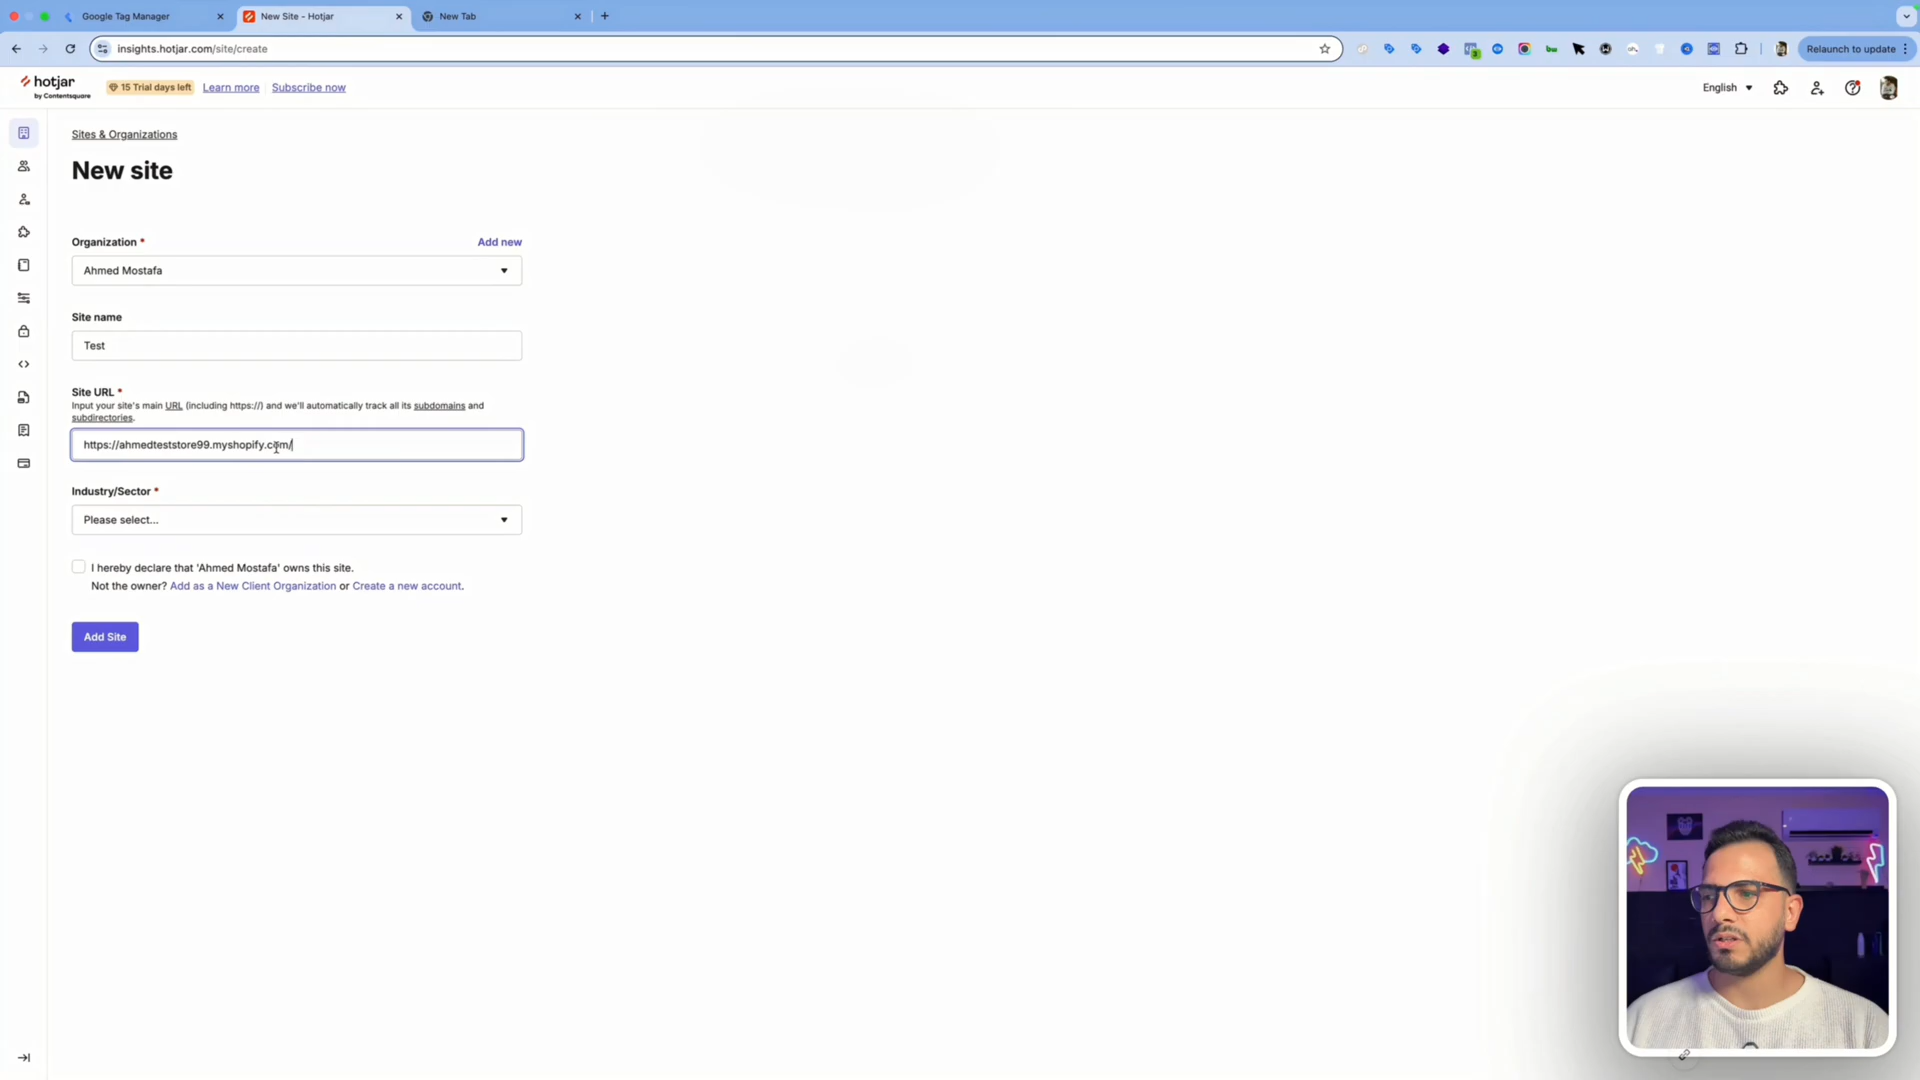 Google Tag Manager
New Site - Hotjar
New Tab
insights.hotjar.com/site/create
Relaunch to update
hotjar
by Contentsquare
15 Trial days left
Learn more
Subscribe now
English
Sites & Organizations
New site
Organization *
Add new
Ahmed Mostafa
Site name
Test
Site URL *
Input your site's main URL (including https://) and we'll automatically track all its subdomains and
subdirectories.
https://ahmedteststore99.myshopify.com/
Industry/Sector *
Please select...
I hereby declare that 'Ahmed Mostafa' owns this site.
Not the owner? Add as a New Client Organization or Create a new account.
Add Site